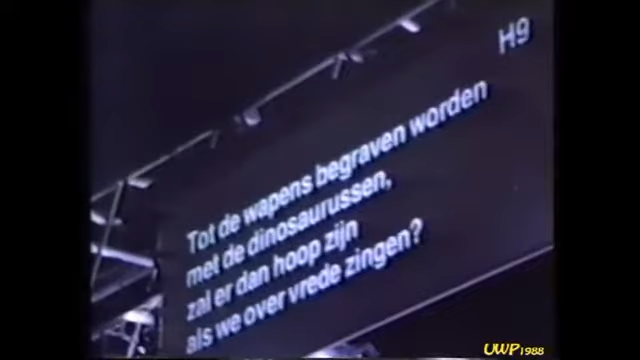 H9
Tot de wapens begraven worden
met de dinosaurussen,
zal er dan hoop zijn
als we over vrede zingen?
UWP1988